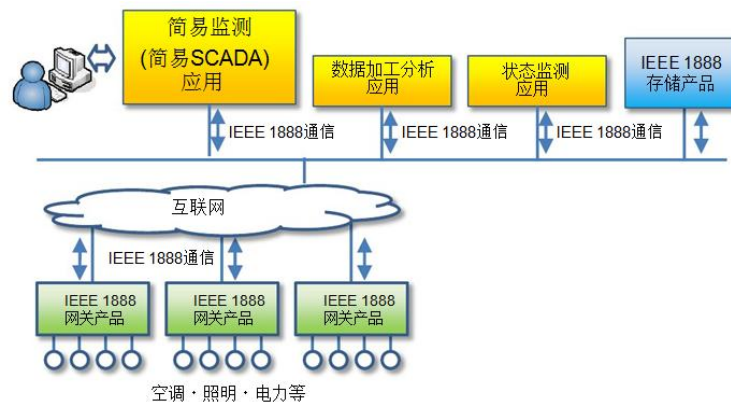 简易监测
(简易SCADA)
应用
数据加工分析
应用
状态监测
应用
IEEE 1888
存储产品
IEEE 1888通信
IEEE 1888通信
IEEE 1888通信
互联网
IEEE 1888通信
IEEE 1888
网关产品
IEEE 1888
网关产品
IEEE 1888
网关产品
空调·照明·电力等